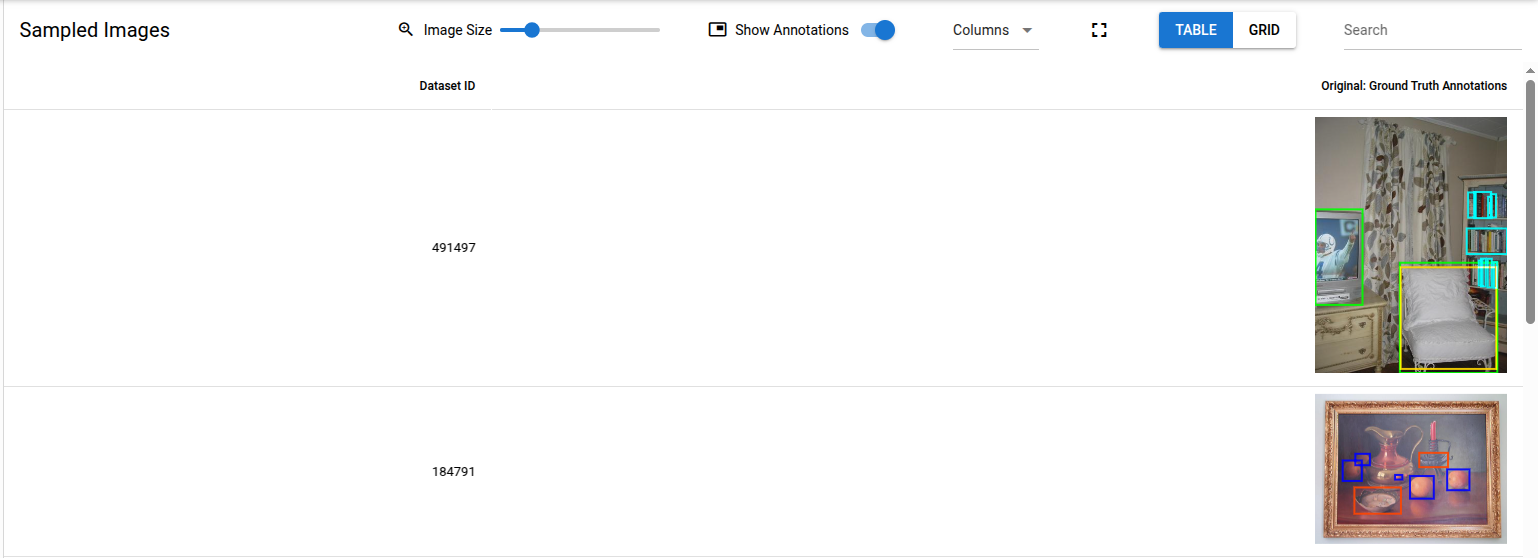 Sampled Images
Image Size
Show Annotations
Columns
TABLE
GRID
Search
Dataset ID
Original: Ground Truth Annotations
491497
184791